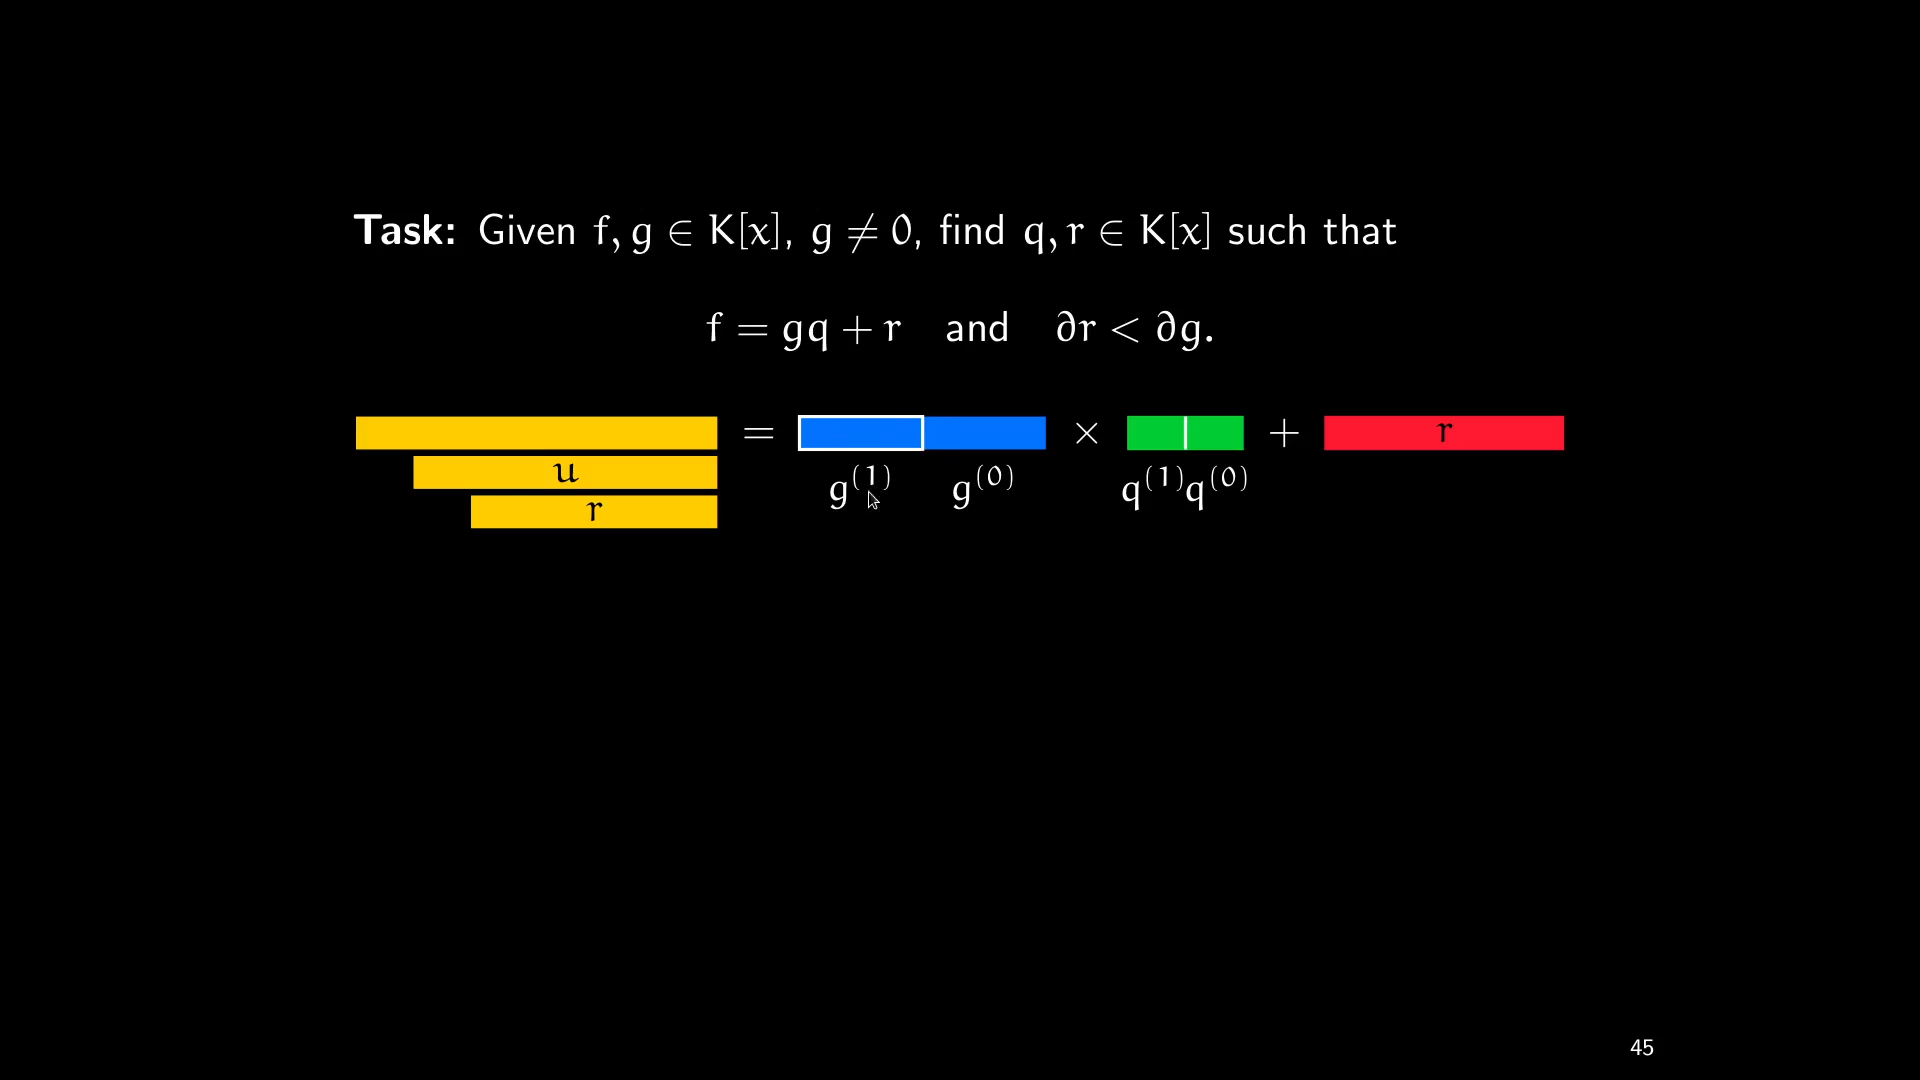 Task: Given f, g ∈ K[x], g ≠ 0, find q, r ∈ K[x] such that
f = gq + r and ∂r < ∂g.
= × + r
u
g⁽¹⁾ g⁽⁰⁾ q⁽¹⁾q⁽⁰⁾
r
45